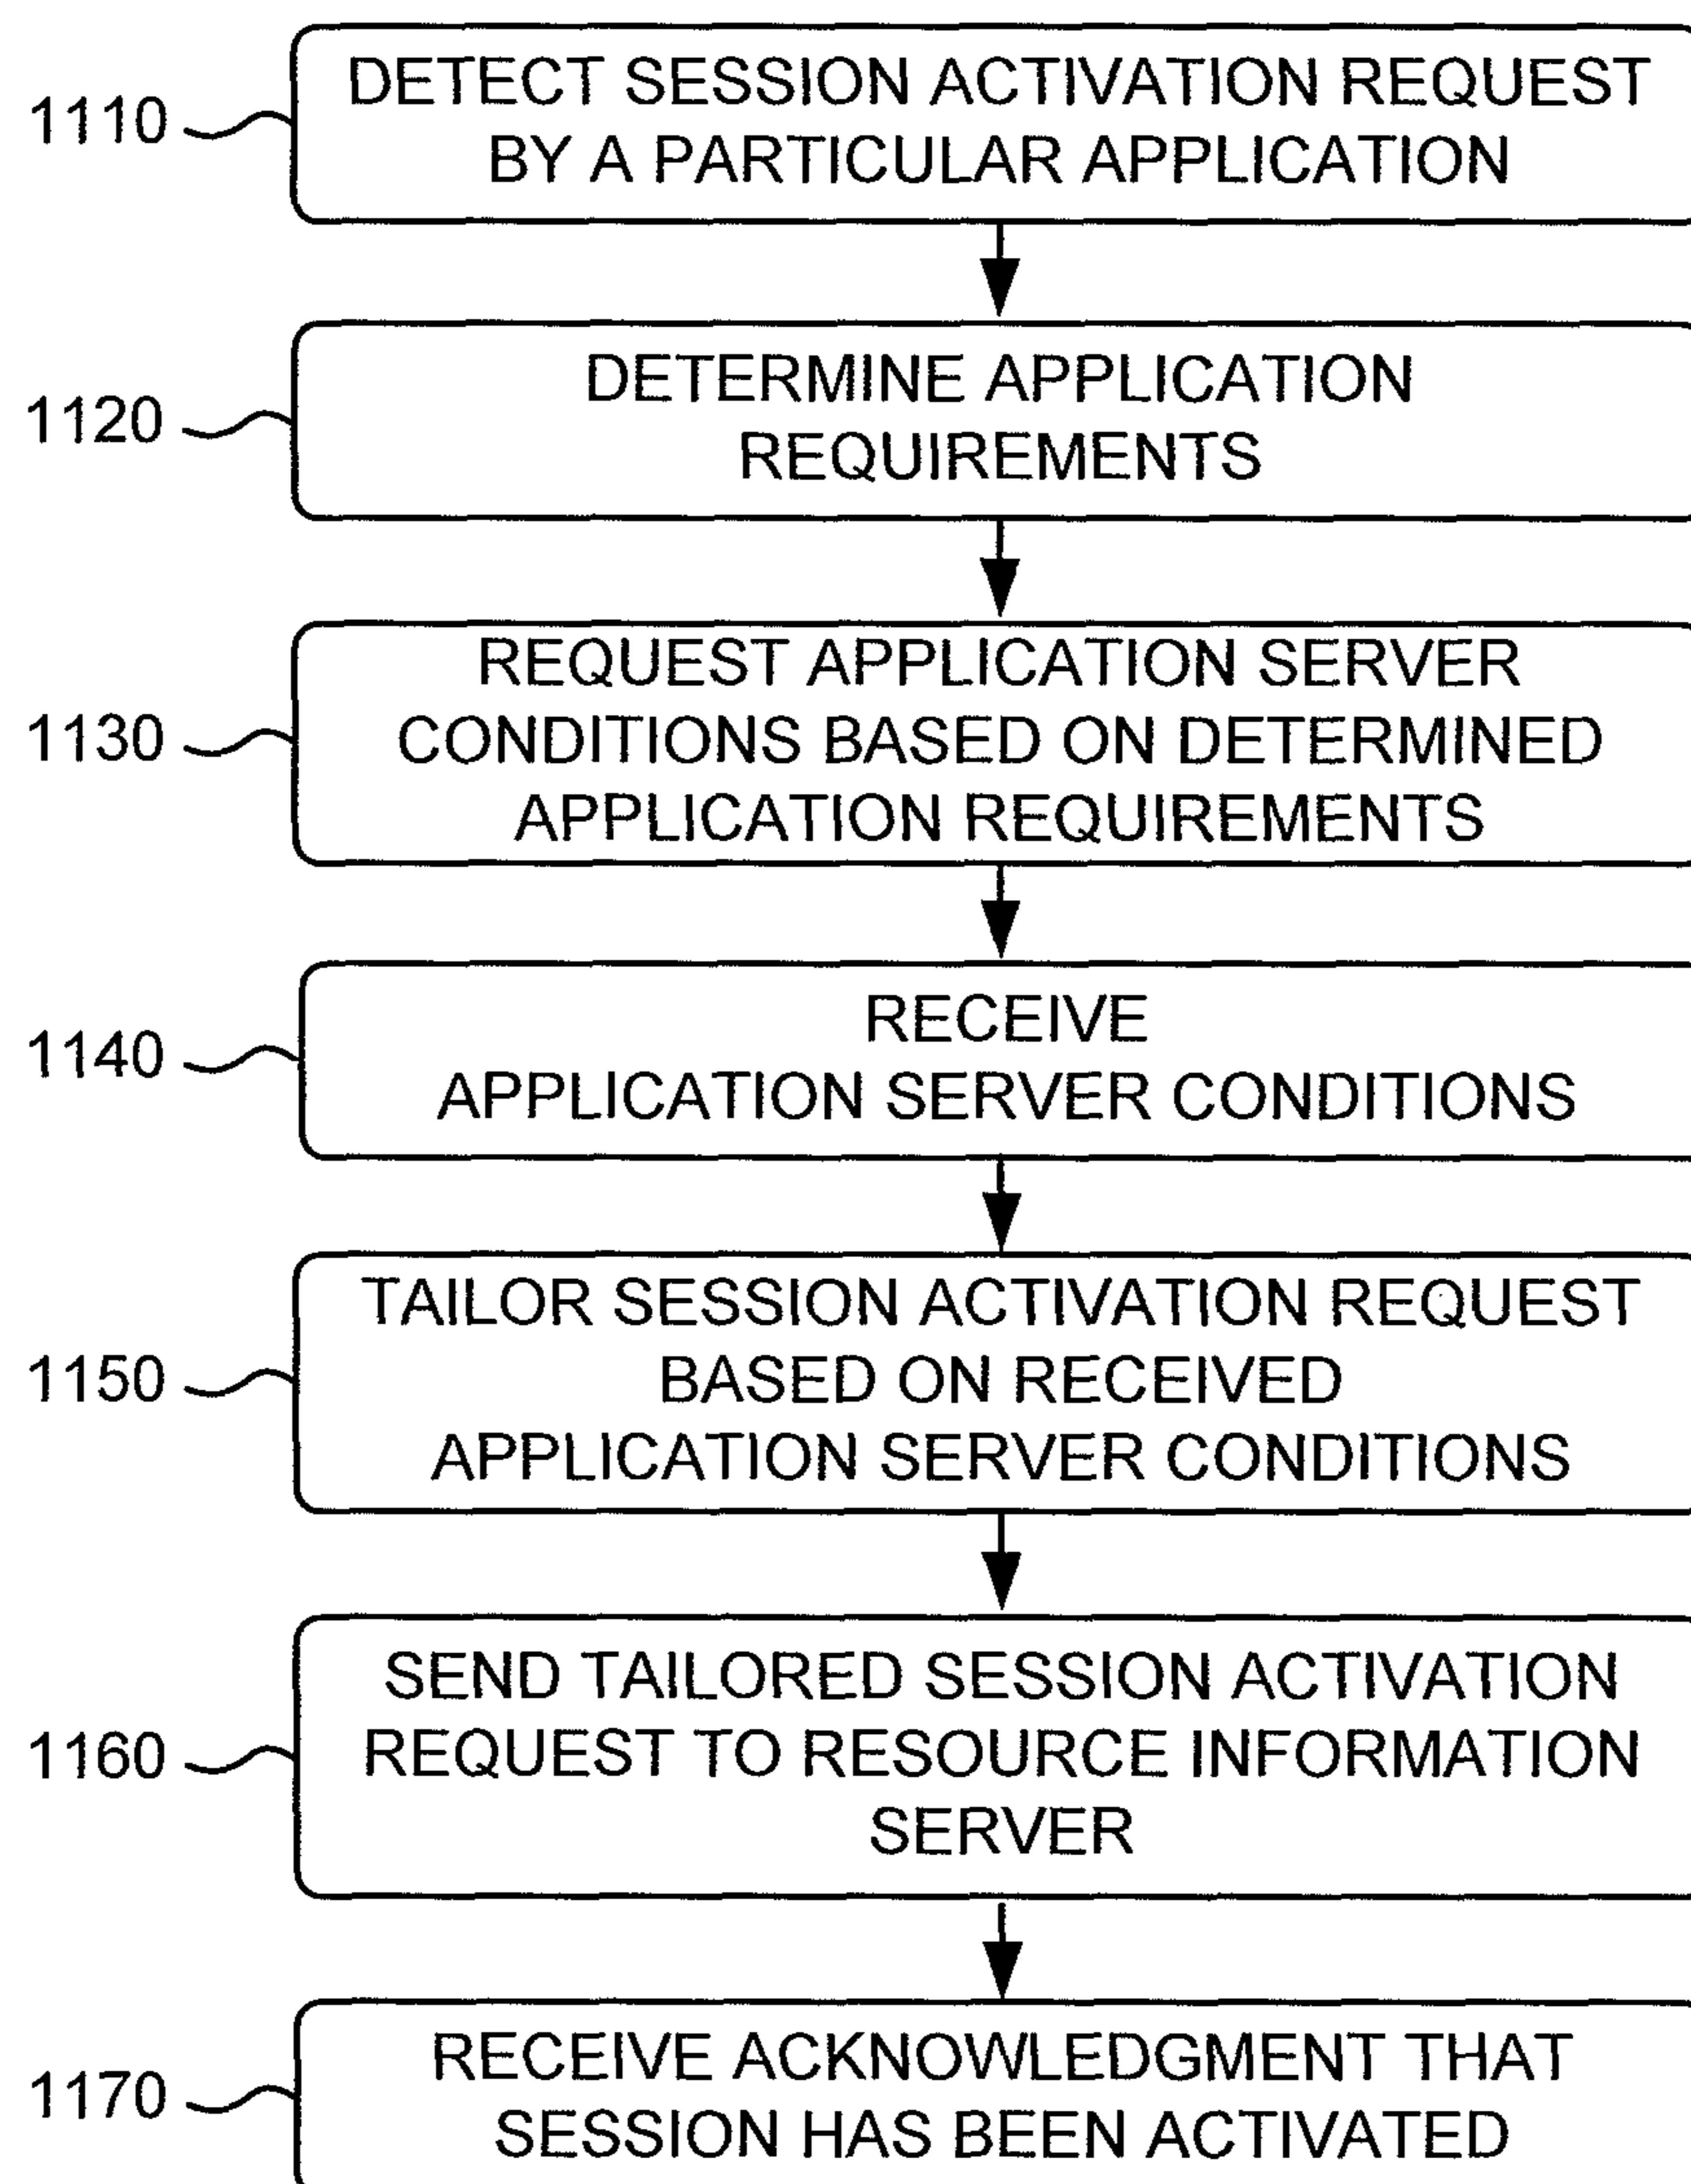 1110
DETECT SESSION ACTIVATION REQUEST
BY A PARTICULAR APPLICATION
1120
DETERMINE APPLICATION
REQUIREMENTS
1130
REQUEST APPLICATION SERVER
CONDITIONS BASED ON DETERMINED
APPLICATION REQUIREMENTS
1140
RECEIVE
APPLICATION SERVER CONDITIONS
1150
TAILOR SESSION ACTIVATION REQUEST
BASED ON RECEIVED
APPLICATION SERVER CONDITIONS
1160
SEND TAILORED SESSION ACTIVATION
REQUEST TO RESOURCE INFORMATION
SERVER
1170
RECEIVE ACKNOWLEDGMENT THAT
SESSION HAS BEEN ACTIVATED